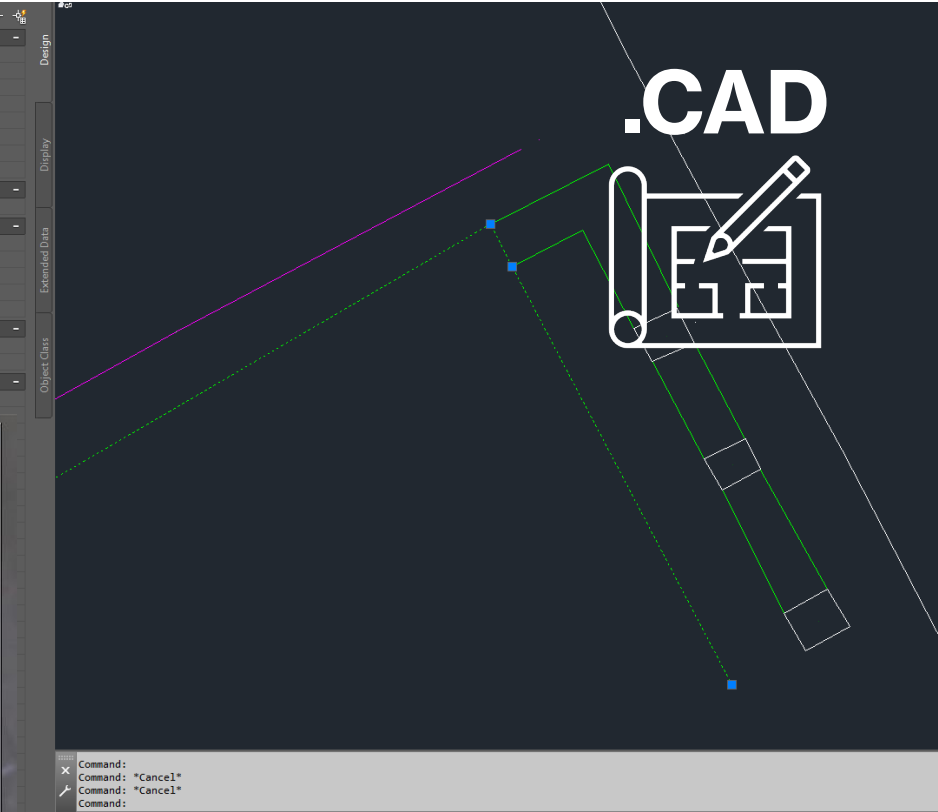 Design
.CAD
Display
Extended Data
Object Class
Command:
Command: *Cancel*
Command: *Cancel*
Command: